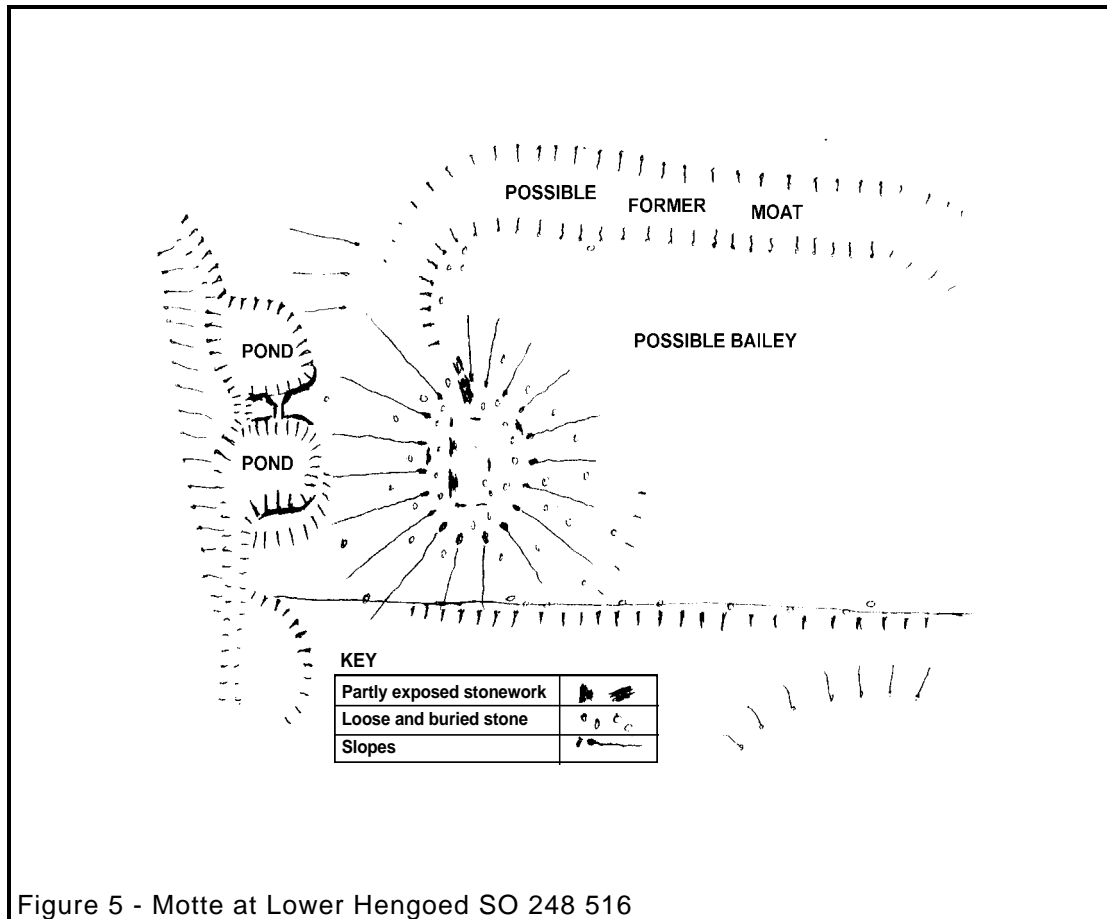 POSSIBLE FORMER MOAT
POSSIBLE BAILEY
POND
POND
KEY
Partly exposed stonework
Loose and buried stone
Slopes
Figure 5 - Motte at Lower Hengoed SO 248 516